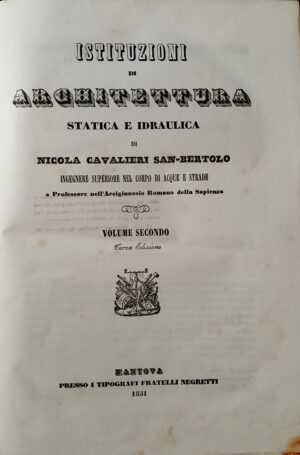 ISTITUZIONI
DI
ARCHITETTURA
STATICA E IDRAULICA
DI
NICOLA CAVALIERI SAN-BERTOLO
INGEGNERE SUPERIORE NEL CORPO DI ACQUE E STRADE
e Professore nell'Archiginnasio Romano della Sapienza
VOLUME SECONDO
Terza Edizione
MANTOVA
PRESSO I TIPOGRAFI FRATELLI NEGRETTI
1851